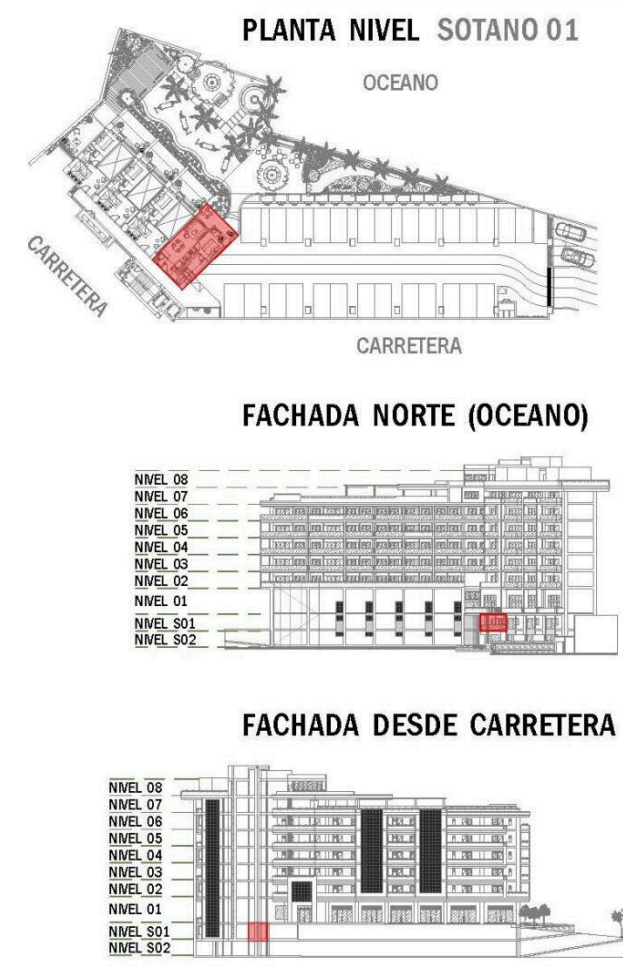 PLANTA NIVEL SOTANO 01
OCEANO
CARRETERA
CARRETERA
FACHADA NORTE (OCEANO)
NIVEL 08
NIVEL 07
NIVEL 06
NIVEL 05
NIVEL 04
NIVEL 03
NIVEL 02
NIVEL 01
NIVEL S01
NIVEL S02
FACHADA DESDE CARRETERA
NIVEL 08
NIVEL 07
NIVEL 06
NIVEL 05
NIVEL 04
NIVEL 03
NIVEL 02
NIVEL 01
NIVEL S01
NIVEL S02